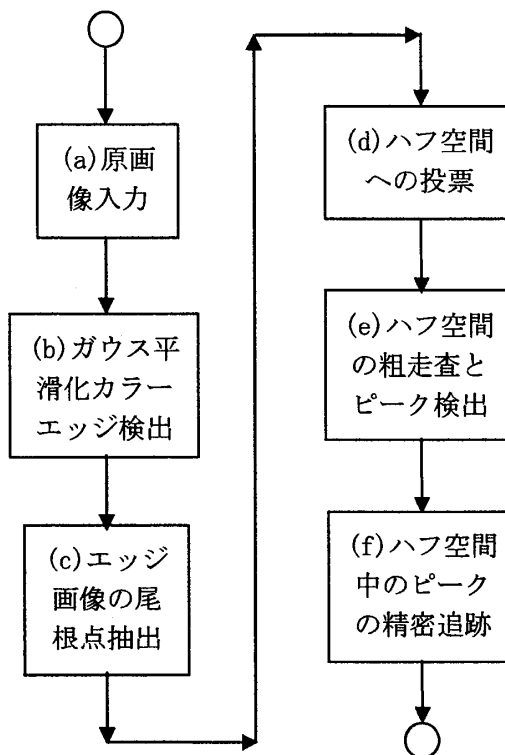 (a)原画
像入力
(b)ガウス平
滑化カラー
エッジ検出
(c)エッジ
画像の尾
根点抽出
(d)ハフ空間
への投票
(e)ハフ空間
の粗走査と
ピーク検出
(f)ハフ空間
中のピーク
の精密追跡